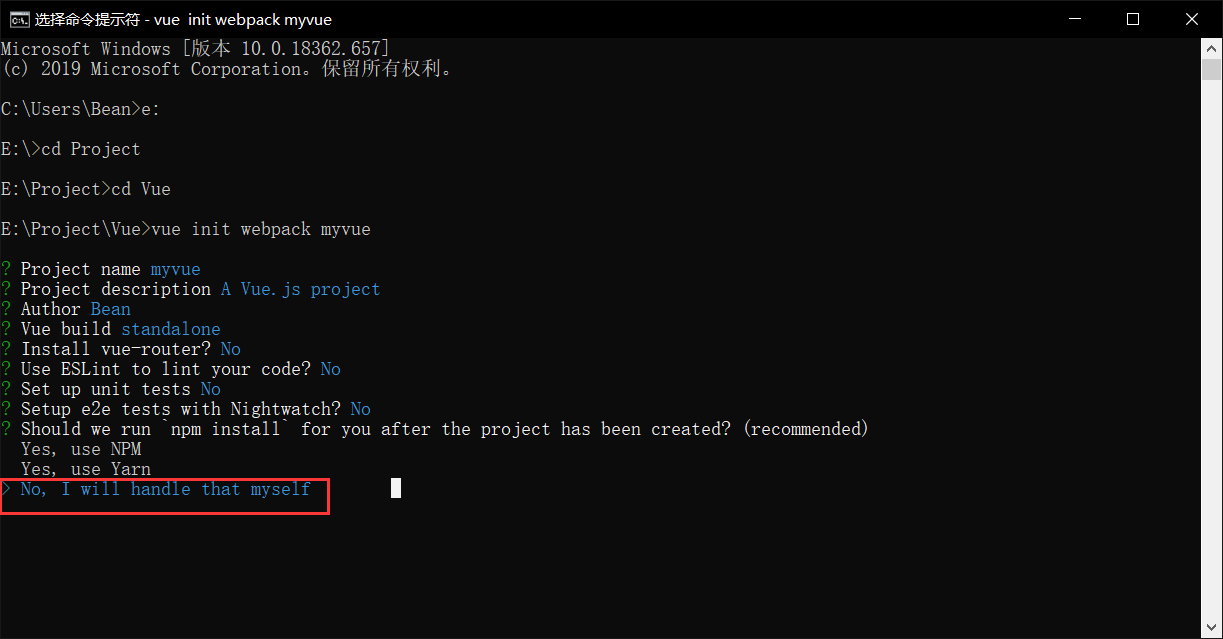 选择命令提示符 - vue  init webpack myvue
Microsoft Windows [版本 10.0.18362.657]
(c) 2019 Microsoft Corporation。保留所有权利。
C:\Users\Bean>e:
E:\>cd Project
E:\Project>cd Vue
E:\Project\Vue>vue init webpack myvue
? Project name myvue
? Project description A Vue.js project
? Author Bean
? Vue build standalone
? Install vue-router? No
? Use ESLint to lint your code? No
? Set up unit tests No
? Setup e2e tests with Nightwatch? No
? Should we run `npm install` for you after the project has been created? (recommended)
  Yes, use NPM
  Yes, use Yarn
> No, I will handle that myself